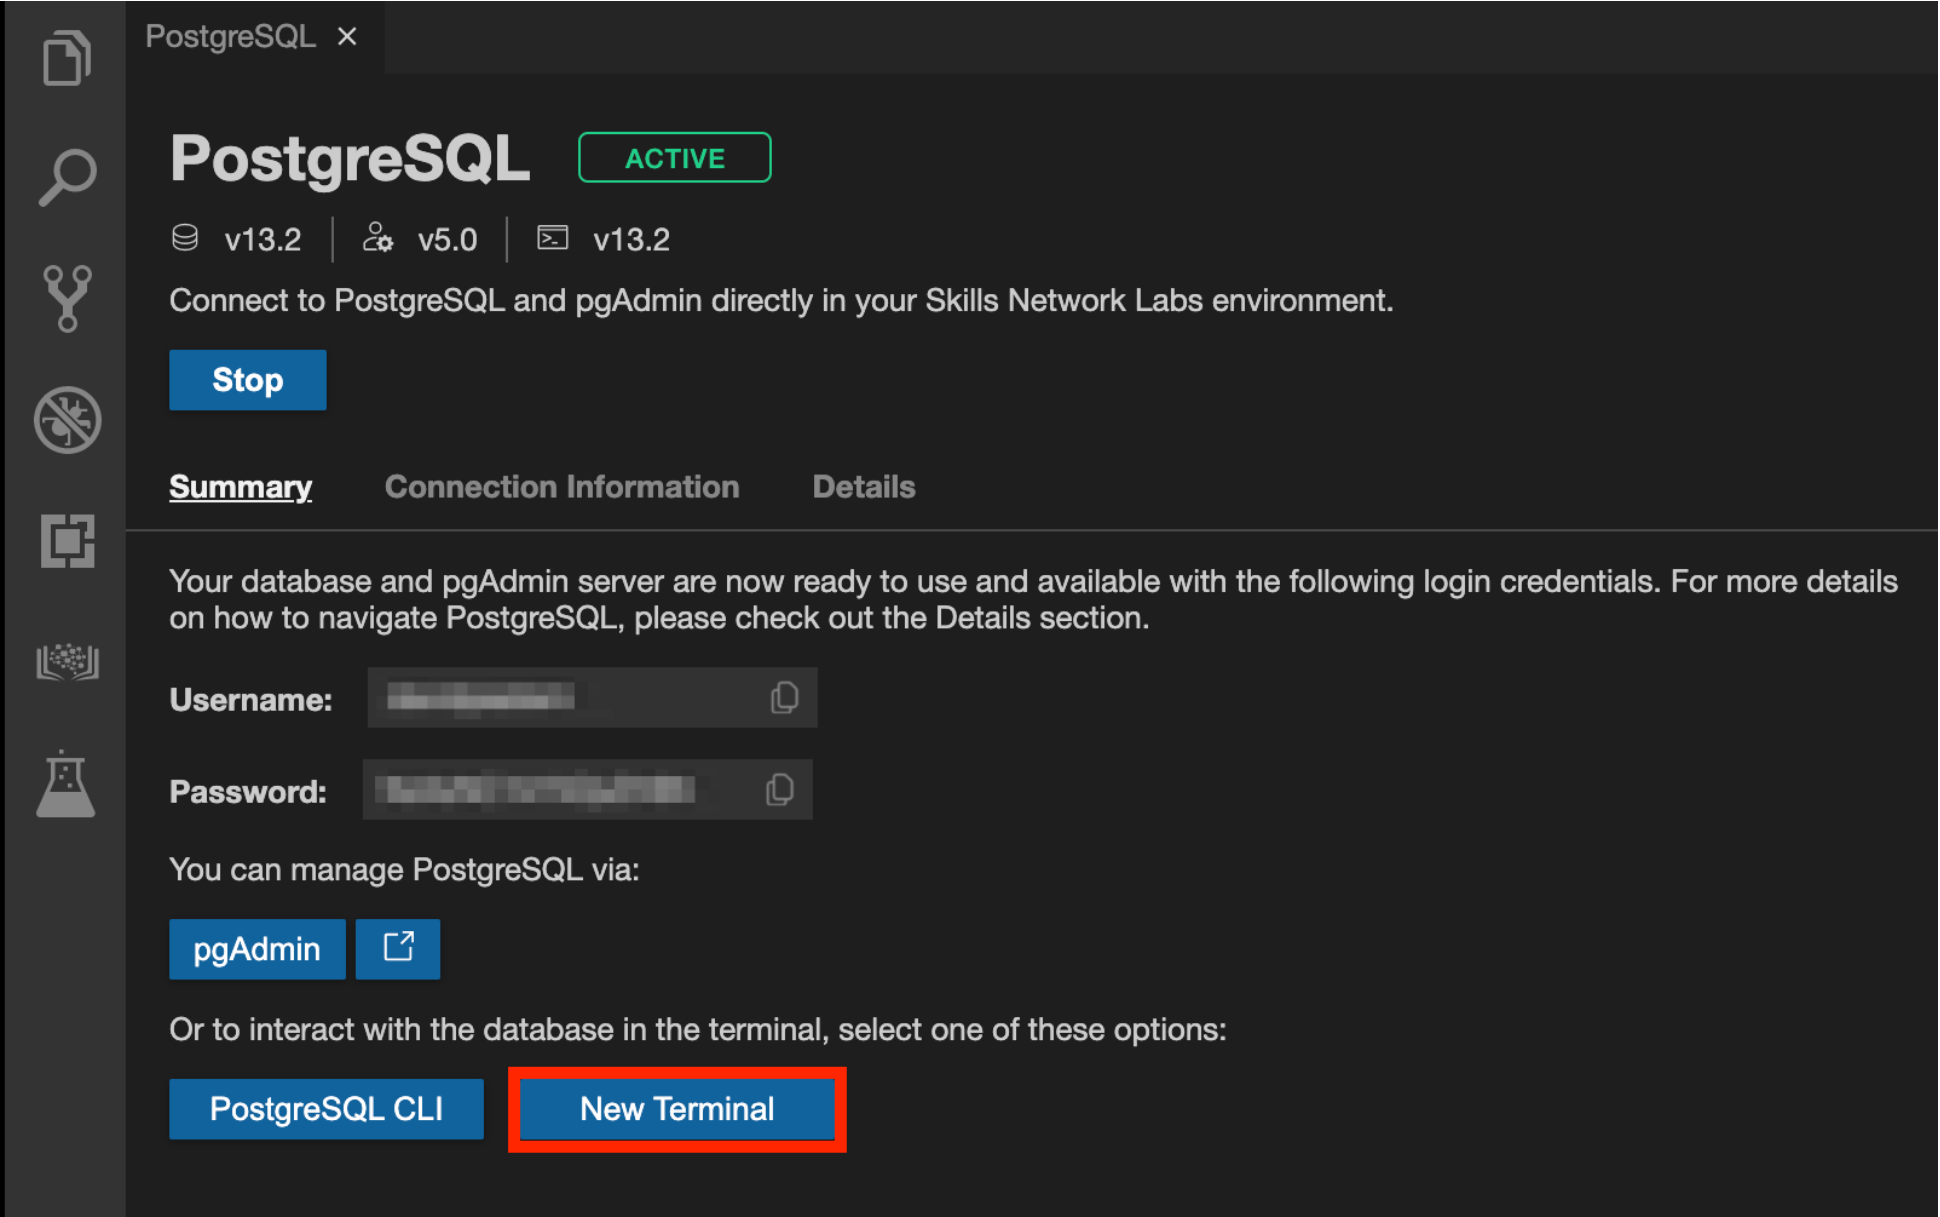 PostgreSQL
PostgreSQL ACTIVE
v13.2 v5.0 v13.2
Connect to PostgreSQL and pgAdmin directly in your Skills Network Labs environment.
Stop
Summary Connection Information Details
Your database and pgAdmin server are now ready to use and available with the following login credentials. For more details
on how to navigate PostgreSQL, please check out the Details section.
Username:
Password:
You can manage PostgreSQL via:
pgAdmin
Or to interact with the database in the terminal, select one of these options:
PostgreSQL CLI New Terminal